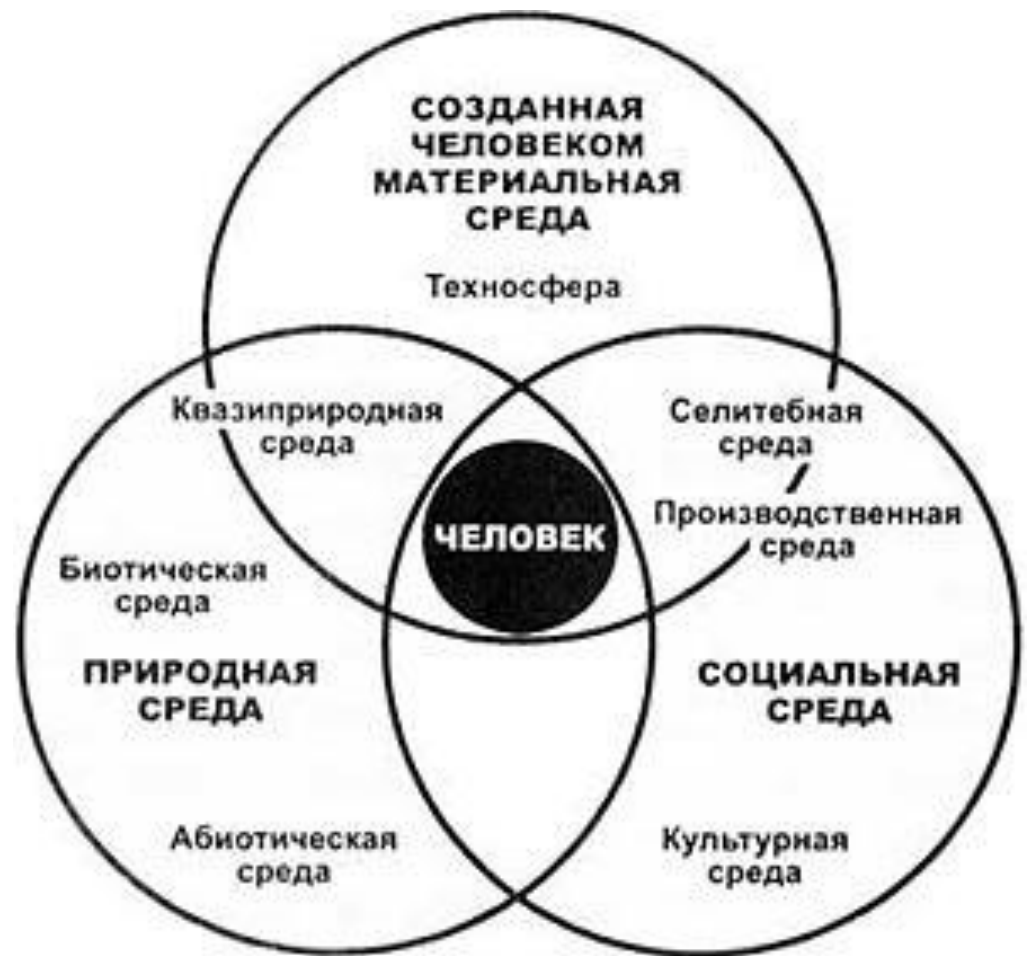 СОЗДАННАЯ
ЧЕЛОВЕКОМ
МАТЕРИАЛЬНАЯ
СРЕДА
Техносфера
Квазиприродная
среда
Селитебная
среда
ЧЕЛОВЕК
Производственная
среда
Биотическая
среда
ПРИРОДНАЯ
СРЕДА
СОЦИАЛЬНАЯ
СРЕДА
Абиотическая
среда
Культурная
среда